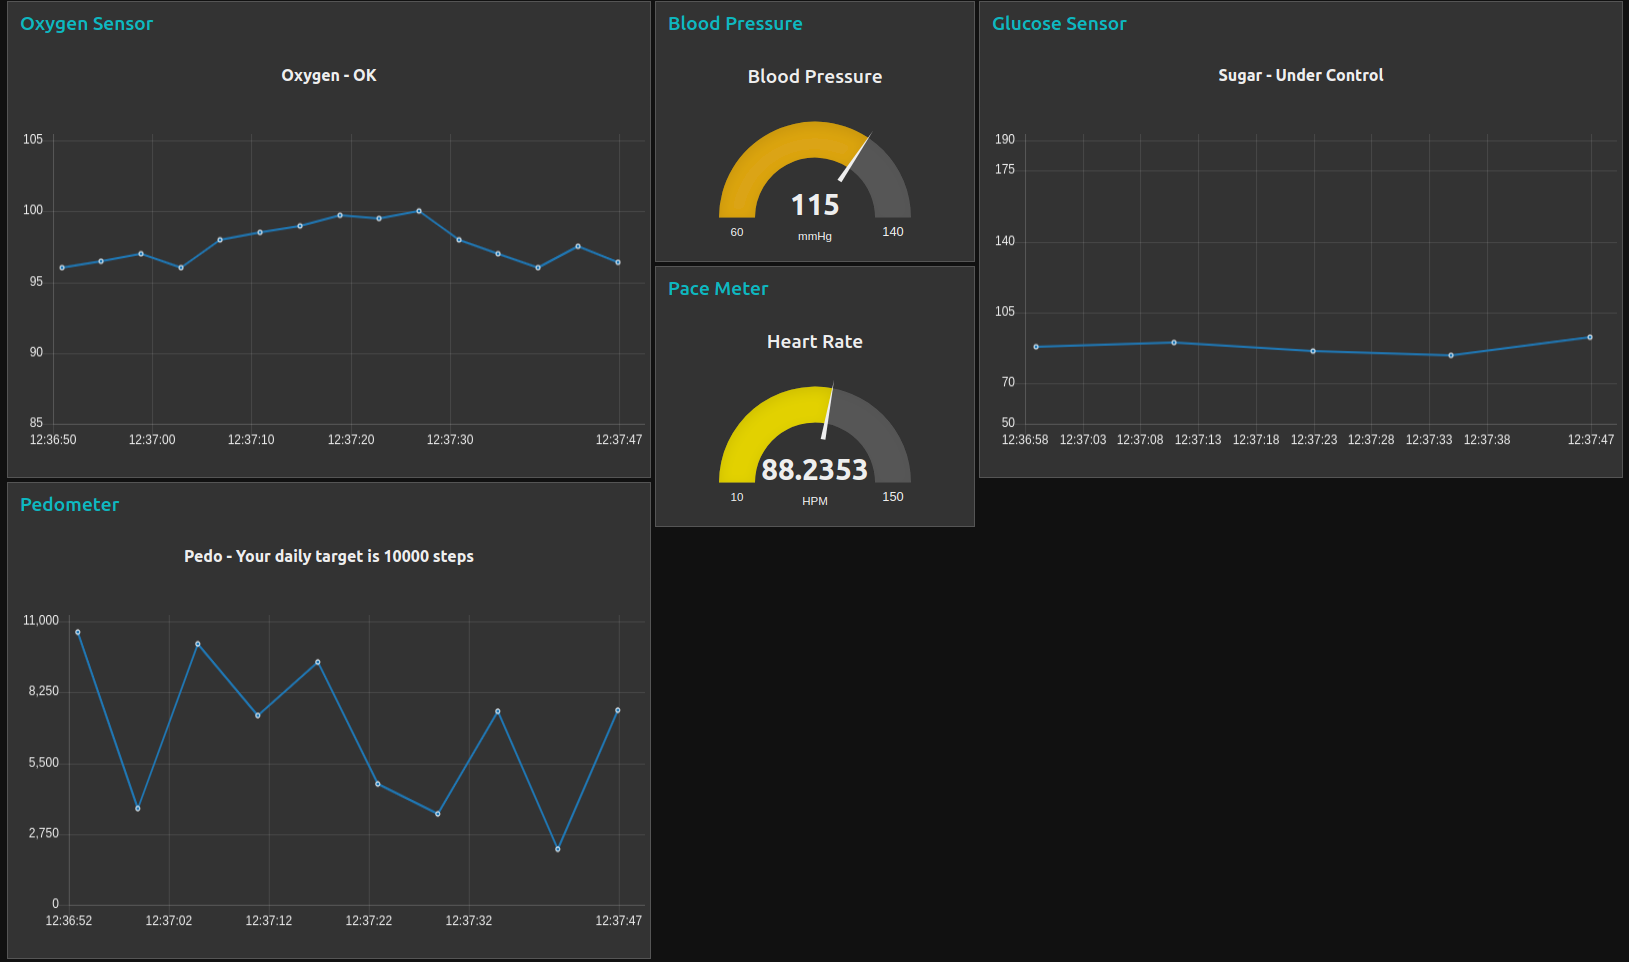 Oxygen Sensor
Oxygen - OK
105
100
95
90
85
12:36:50 12:37:00 12:37:10 12:37:20 12:37:30 12:37:47
Blood Pressure
Blood Pressure
115
60 mmHg 140
Pace Meter
Heart Rate
88.2353
10 HPM 150
Glucose Sensor
Sugar - Under Control
190
175
140
105
70
50
12:36:58 12:37:03 12:37:08 12:37:13 12:37:18 12:37:23 12:37:28 12:37:33 12:37:38 12:37:47
Pedometer
Pedo - Your daily target is 10000 steps
11,000
8,250
5,500
2,750
0
12:36:52 12:37:02 12:37:12 12:37:22 12:37:32 12:37:47